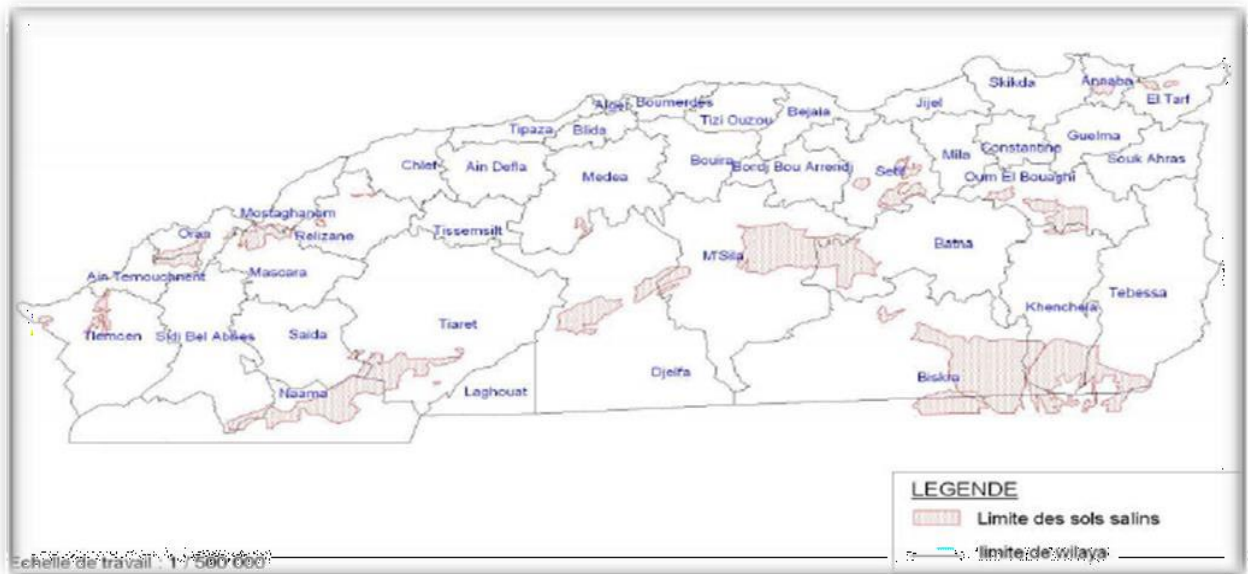 Skikda
Annaba
El Tarf
Alger
Boumerdes
Jijel
Tizi Ouzou
Bejaia
Tipaza
Blida
Guelma
Constantine
Mila
Souk Ahras
Chlef
Ain Defla
Bouira
Bordj Bou Arreridj
Setif
Oum El Bouaghi
Medea
Mostaghanem
Oran
Relizane
Tissemsilt
Batna
M'Sila
Ain Temouchnent
Mascara
Tebessa
Khenchela
Tlemcen
Sidi Bel Abbes
Saida
Tiaret
Djelfa
Biskra
Naama
Laghouat
LEGENDE
Limite des sols salins
limite de wilaya
Echelle de travail : 1 / 500 000